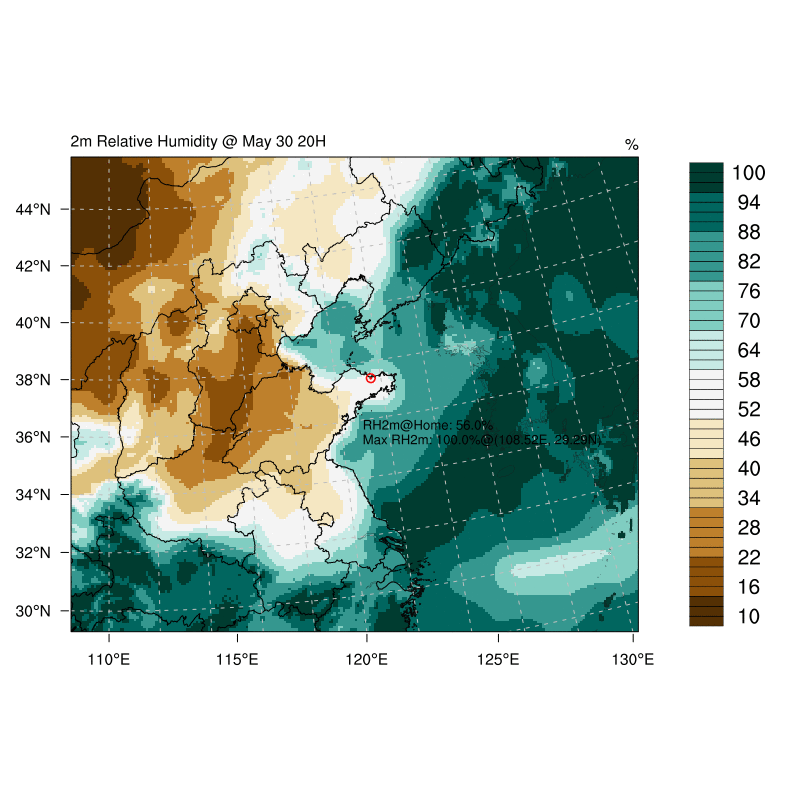 2m Relative Humidity @ May 30 20H
%
44°N
42°N
40°N
38°N
36°N
34°N
32°N
30°N
110°E
115°E
120°E
125°E
130°E
RH2m@Home: 56.0%
Max RH2m: 100.0%@(108.52E, 29.29N)
100
94
88
82
76
70
64
58
52
46
40
34
28
22
16
10